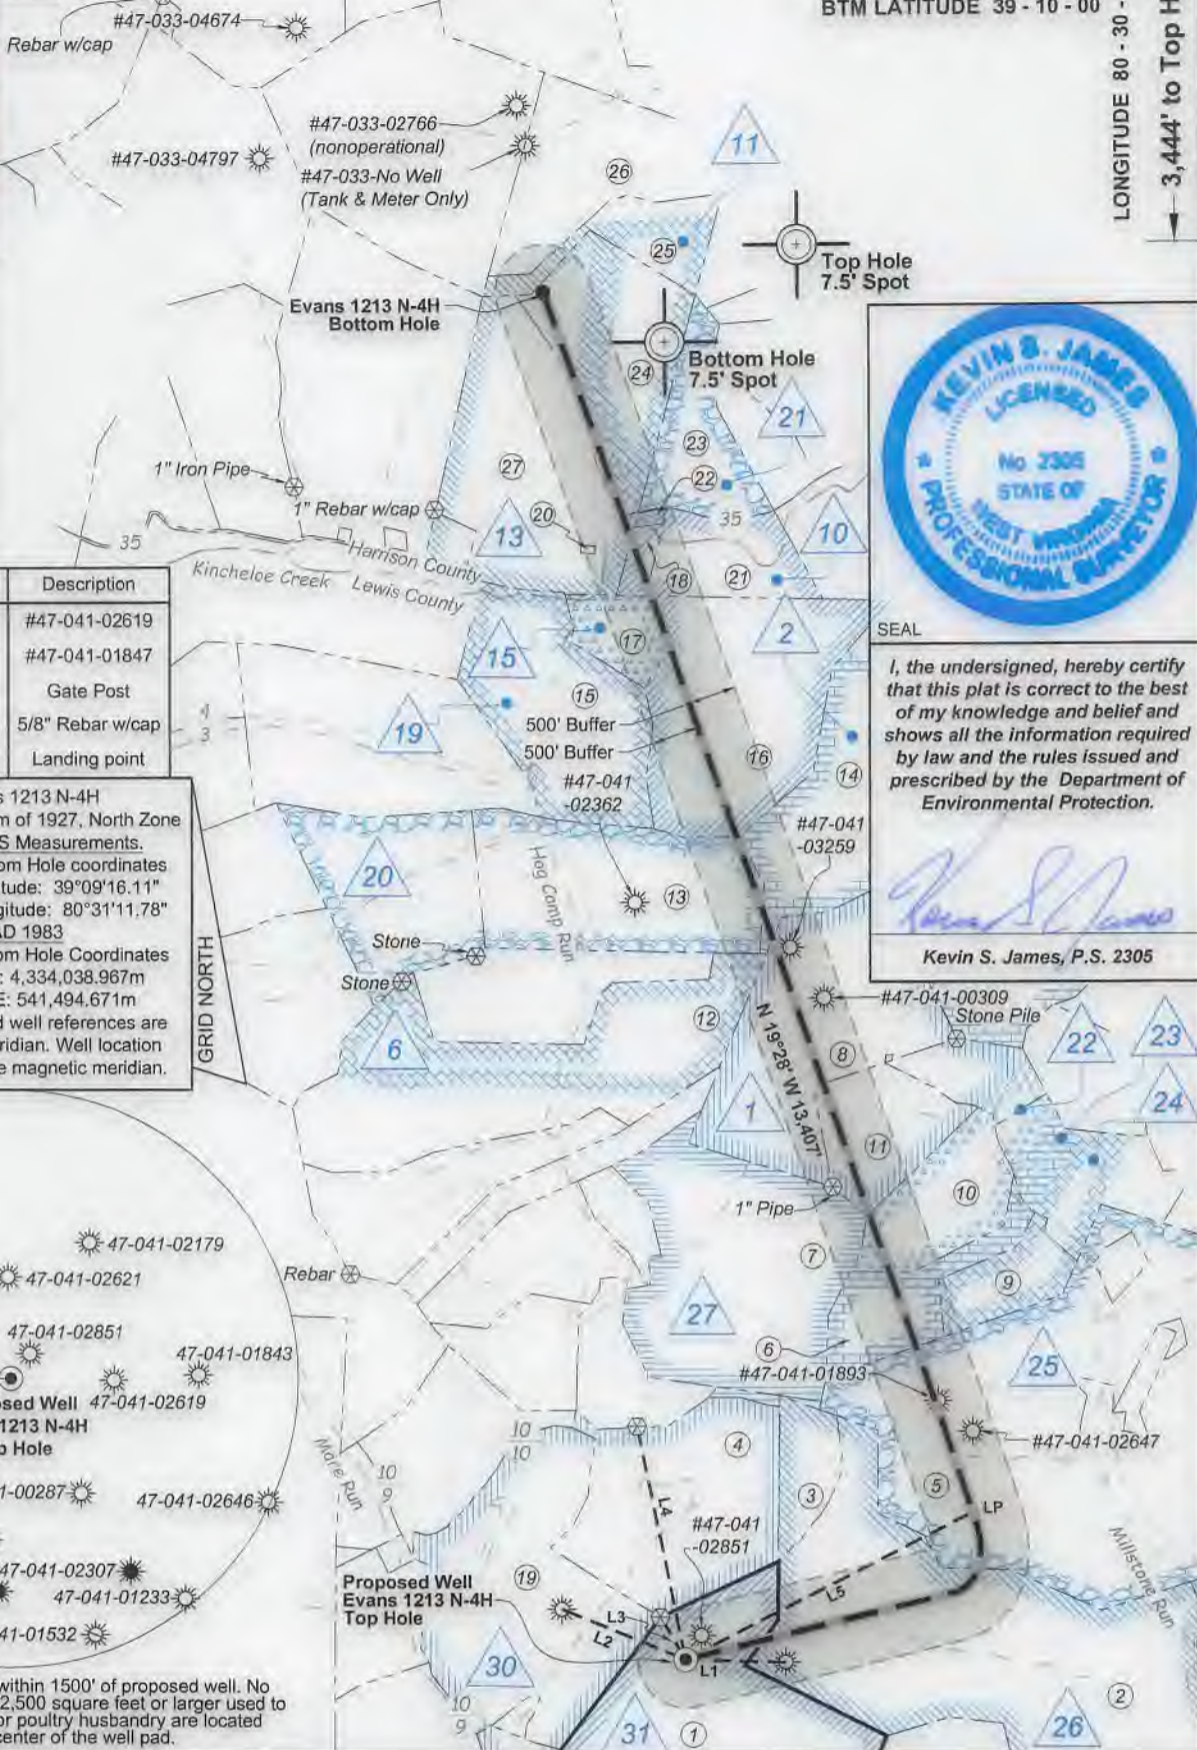 BTM LATITUDE 39 - 10 - 00
LONGITUDE 80 - 30 -
3,444' to Top H
#47-033-04674
Rebar w/cap
#47-033-02766
(nonoperational)
#47-033-04797
#47-033-No Well
(Tank & Meter Only)
11
26
25
Top Hole
7.5' Spot
Evans 1213 N-4H
Bottom Hole
Bottom Hole
7.5' Spot
24
21
23
22
27
1" Iron Pipe
1" Rebar w/cap
20
13
35
10
35
Harrison County
Kincheloe Creek
Lewis County
18
21
2
17
15
15
19
4
3
500' Buffer
500' Buffer
16
14
#47-041
-02362
#47-041
-03259
KEVIN S. JAMES
LICENSED
No 2305
STATE OF
WEST VIRGINIA
PROFESSIONAL SURVEYOR
SEAL
I, the undersigned, hereby certify
that this plat is correct to the best
of my knowledge and belief and
shows all the information required
by law and the rules issued and
prescribed by the Department of
Environmental Protection.
Kevin S. James
Kevin S. James, P.S. 2305
Description
#47-041-02619
#47-041-01847
Gate Post
5/8" Rebar w/cap
Landing point
s 1213 N-4H
m of 1927, North Zone
S Measurements.
om Hole coordinates
tude: 39°09'16.11"
gitude: 80°31'11.78"
AD 1983
om Hole Coordinates
: 4,334,038.967m
E: 541,494.671m
d well references are
ridian. Well location
e magnetic meridian.
GRID NORTH
20
Hog Camp Run
13
Stone
Stone
6
12
#47-041-00309
Stone Pile
8
22
23
24
N 19°28' W 13,407'
1
11
10
1" Pipe
7
9
Rebar
27
6
25
#47-041-01893
#47-041-02647
47-041-02179
47-041-02621
47-041-02851
47-041-01843
osed Well
47-041-02619
1213 N-4H
p Hole
1-00287
47-041-02646
47-041-02307
47-041-01233
41-01532
10
10
10
9
Mare Run
4
3
5
LP
L4
#47-041
-02851
L5
Millstone Run
Proposed Well
Evans 1213 N-4H
Top Hole
19
L3
L2
L1
30
10
9
31
1
2
26
within 1500' of proposed well. No
2,500 square feet or larger used to
or poultry husbandry are located
center of the well pad.